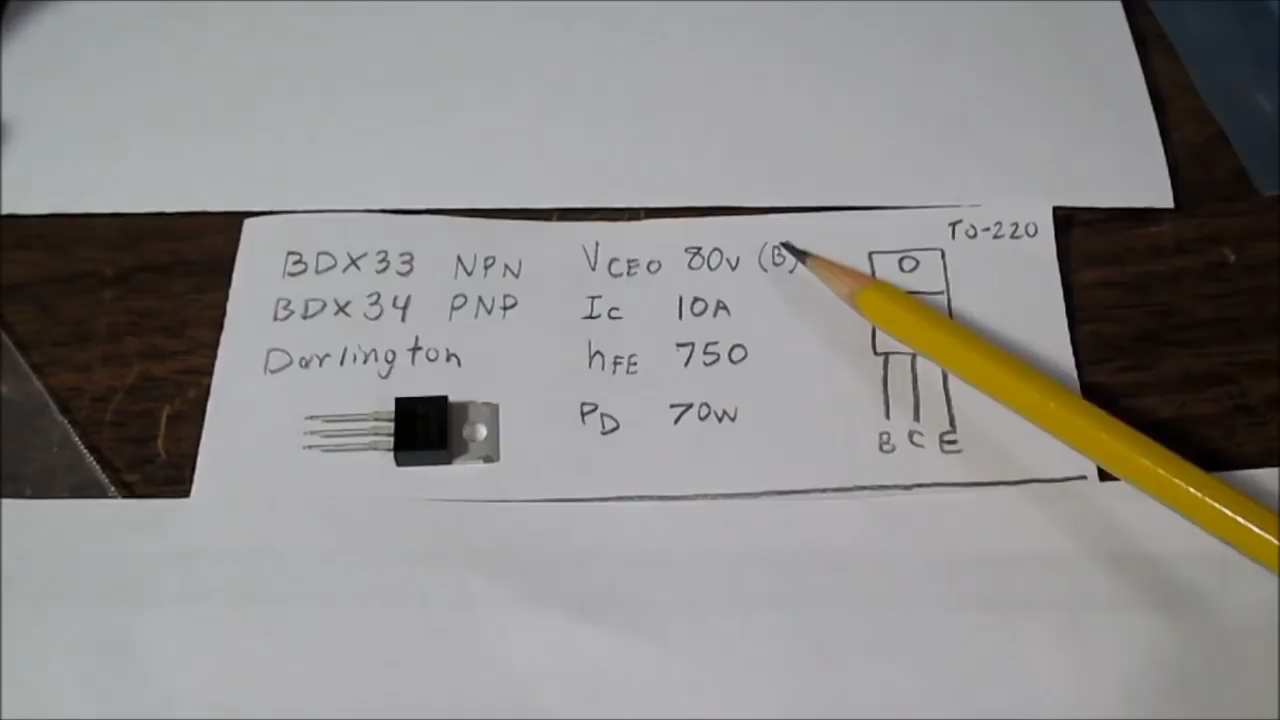 BDX33 NPN
BDX34 PNP
Darlington
VCEO 80v (B)
Ic 10A
hFE 750
PD 70W
TO-220
B C E